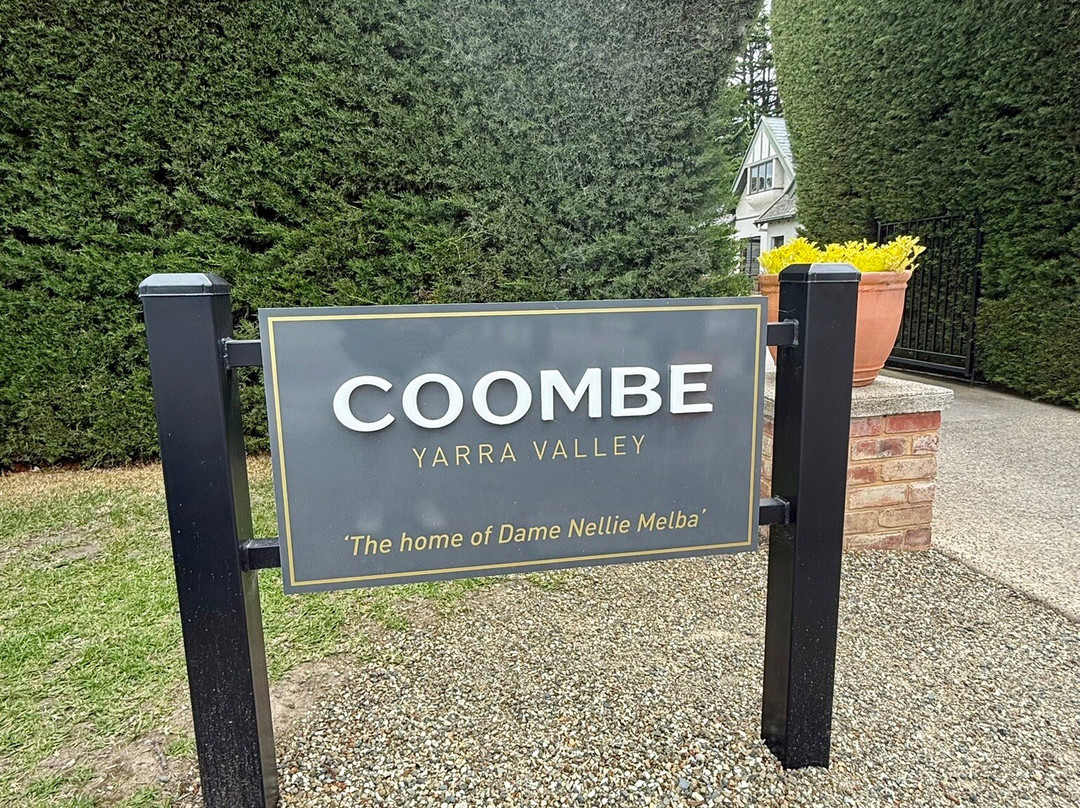 COOMBE
YARRA VALLEY
‘The home of Dame Nellie Melba’